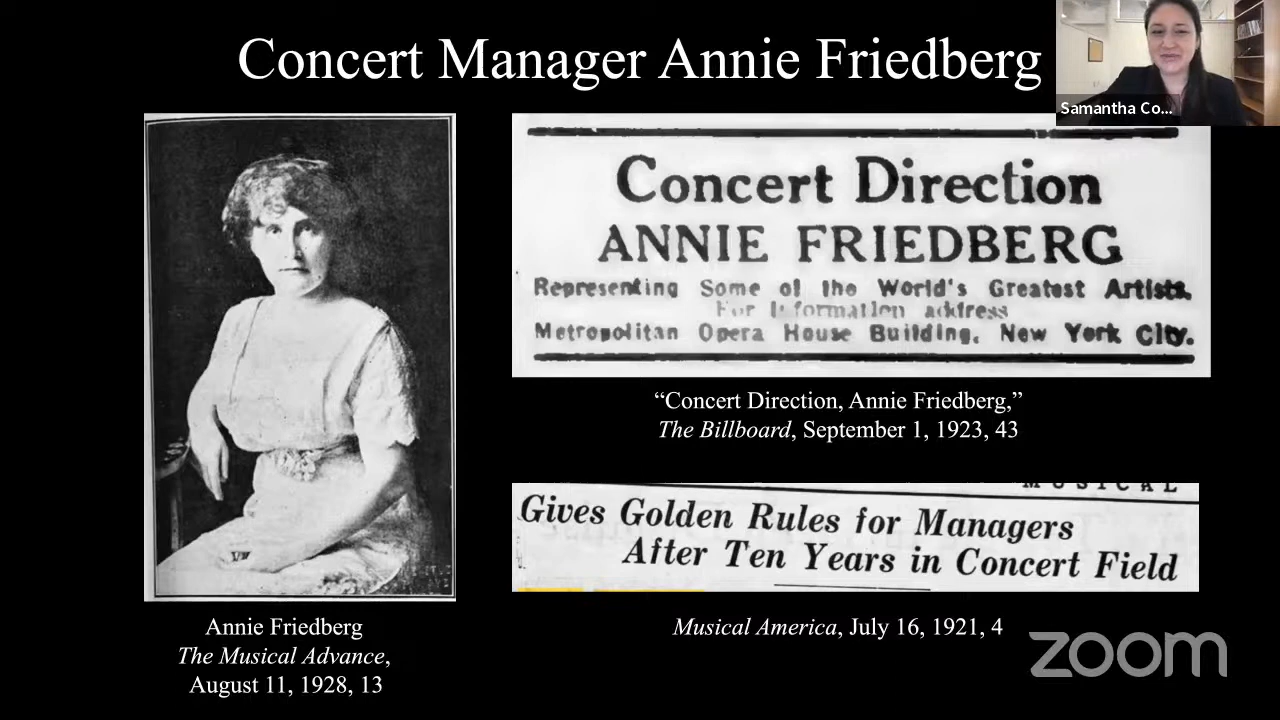 Concert Manager Annie Friedberg
Samantha Co...
Concert Direction
ANNIE FRIEDBERG
Representing Some of the World's Greatest Artists.
For Information address
Metropolitan Opera House Building, New York City.
“Concert Direction, Annie Friedberg,”
The Billboard, September 1, 1923, 43
MUSICAL
Gives Golden Rules for Managers
After Ten Years in Concert Field
Annie Friedberg
The Musical Advance,
August 11, 1928, 13
Musical America, July 16, 1921, 4
zoom